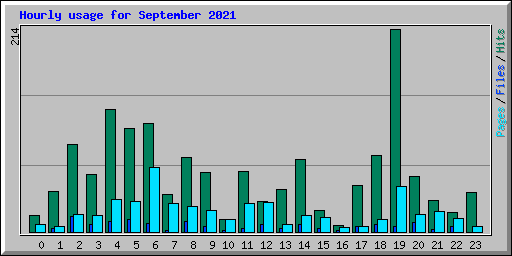 Hourly usage for September 2021
214
Pages/Files/Hits
0 1 2 3 4 5 6 7 8 9 10 11 12 13 14 15 16 17 18 19 20 21 22 23